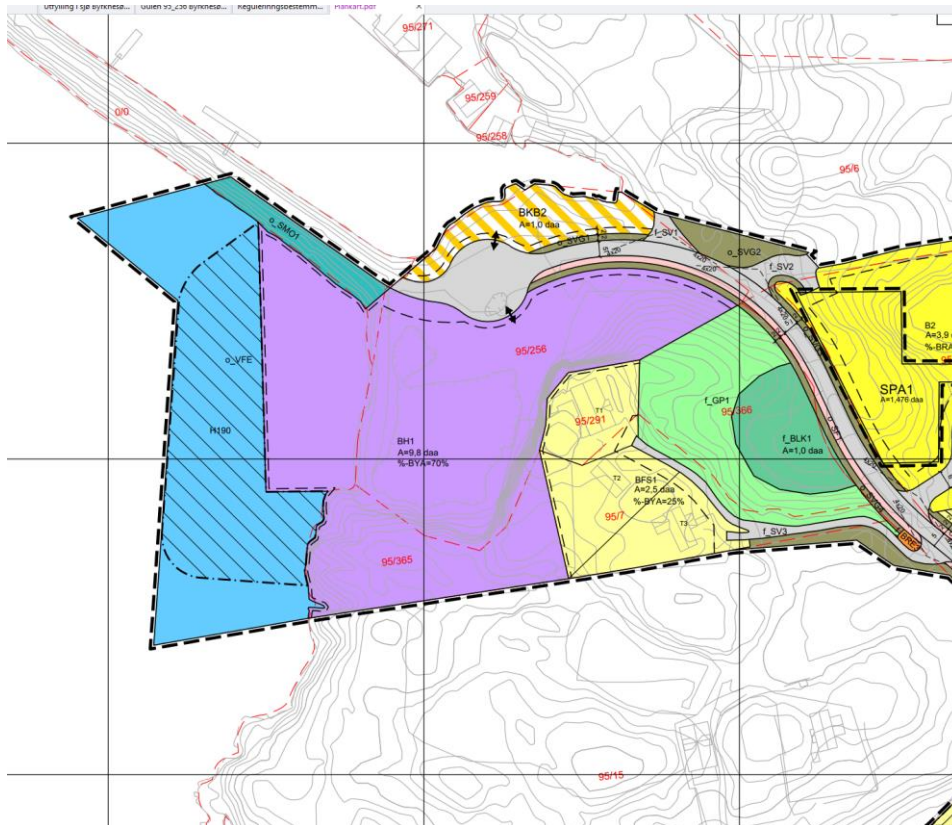 Utfylling i sjø Byrknesø...
Gulen 95_256 Byrknesø...
Reguleringsbestemm...
Plankart.pdf
x
95/271
95/259
95/258
0/0
95/6
BKB2
A=1,0 daa
o_SMO1
o_SVG1
f_SV1
o_SVG2
f_SV2
B2
A=3,9
%-BRA
SPA1
A=1,476 daa
95/256
o_VFE
H190
BH1
A=9,8 daa
%-BYA=70%
T1
95/291
f_GP1
95/366
f_BLK1
A=1,0 daa
T2
BFS1
A=2,5 daa
%-BYA=25%
95/7
T3
f_SV3
95/365
95/15